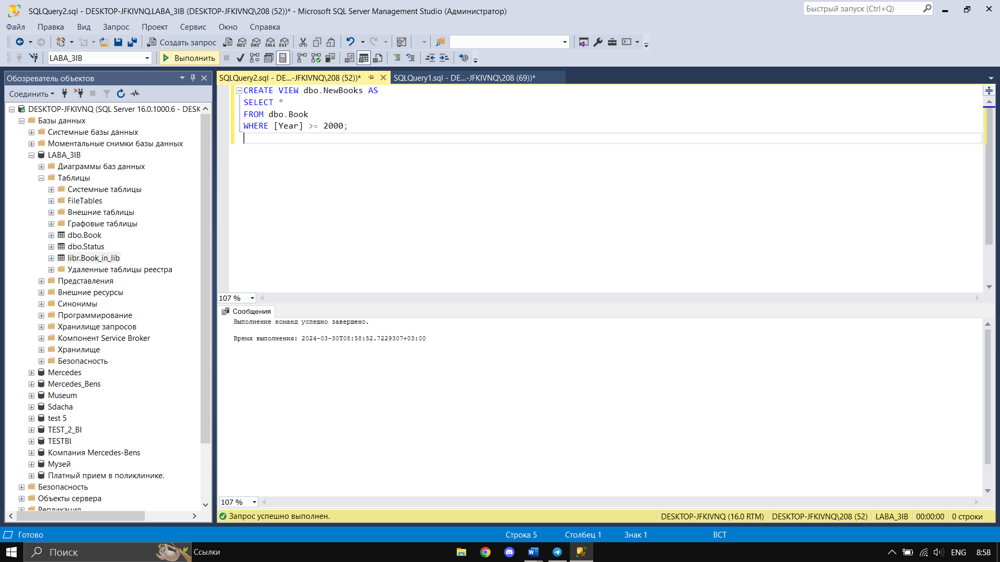 SQLQuery2.sql - DESKTOP-JFKIVNQ.LABA_3IB (DESKTOP-JFKIVNQ\208 (52))* - Microsoft SQL Server Management Studio (Администратор)
Быстрый запуск (Ctrl+Q)
Файл Правка Вид Запрос Проект Сервис Окно Справка
Создать запрос MDX DMX XMLA DAX
LABA_3IB Выполнить
Обозреватель объектов
Соединить
DESKTOP-JFKIVNQ (SQL Server 16.0.1000.6 - DESK
Базы данных
Системные базы данных
Моментальные снимки базы данных
LABA_3IB
Диаграммы баз данных
Таблицы
Системные таблицы
FileTables
Внешние таблицы
Графовые таблицы
dbo.Book
dbo.Status
libr.Book_in_lib
Удаленные таблицы реестра
Представления
Внешние ресурсы
Синонимы
Программирование
Хранилище запросов
Компонент Service Broker
Хранилище
Безопасность
Mercedes
Mercedes_Bens
Museum
Sdacha
test 5
TEST_2_BI
TESTBI
Компания Mercedes-Bens
Музей
Платный прием в поликлинике.
Безопасность
Объекты сервера
Репликация
SQLQuery2.sql - DE...-JFKIVNQ\208 (52))* SQLQuery1.sql - DE...-JFKIVNQ\208 (69))*
CREATE VIEW dbo.NewBooks AS
SELECT *
FROM dbo.Book
WHERE [Year] >= 2000;
107 %
Сообщения
Выполнение команд успешно завершено.
Время выполнения: 2024-03-30T08:58:52.7229307+03:00
107 %
Запрос успешно выполнен. DESKTOP-JFKIVNQ (16.0 RTM) DESKTOP-JFKIVNQ\208 (52) LABA_3IB 00:00:00 0 строки
Готово Строка 5 Столбец 1 Знак 1 ВСТ
Поиск Ссылки ENG 8:58